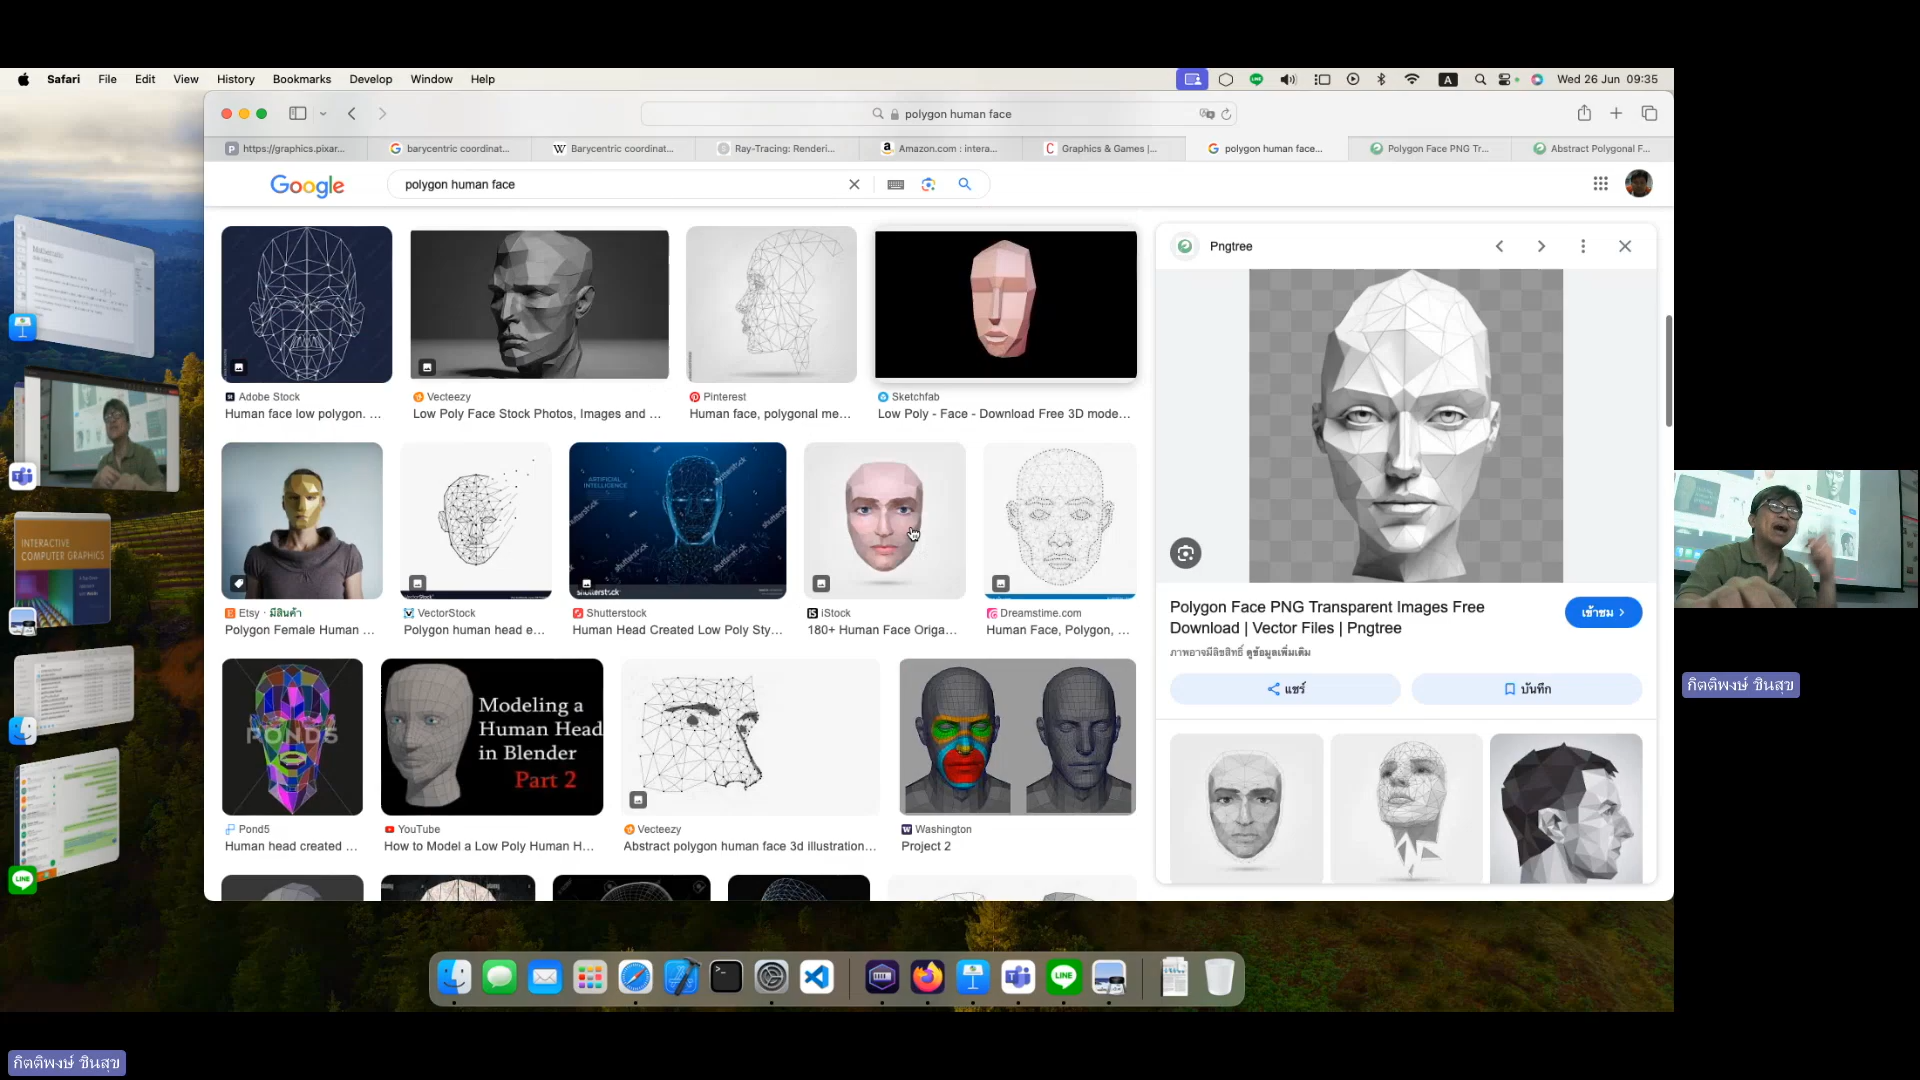 Safari File Edit View History Bookmarks Develop Window Help
A
Wed 26 Jun 09:35
polygon human face
https://graphics.pixar...
barycentric coordinat...
Barycentric coordinat...
Ray-Tracing: Renderi...
Amazon.com : intera...
Graphics & Games |...
polygon human face...
Polygon Face PNG Tr...
Abstract Polygonal F...
Google
polygon human face
Adobe Stock
Human face low polygon. ...
Vecteezy
Low Poly Face Stock Photos, Images and ...
Pinterest
Human face, polygonal me...
Sketchfab
Low Poly - Face - Download Free 3D mode...
ARTIFICIAL
INTELLIGENCE
shutterstock
Etsy · มีสินค้า
Polygon Female Human ...
VectorStock
Polygon human head e...
Shutterstock
Human Head Created Low Poly Sty...
iStock
180+ Human Face Origa...
Dreamstime.com
Human Face, Polygon, ...
POND5
Modeling a
Human Head
in Blender
Part 2
Pond5
Human head created ...
YouTube
How to Model a Low Poly Human H...
Vecteezy
Abstract polygon human face 3d illustration...
Washington
Project 2
Pngtree
Polygon Face PNG Transparent Images Free
Download | Vector Files | Pngtree
เข้าชม
ภาพอาจมีลิขสิทธิ์ ดูข้อมูลเพิ่มเติม
แชร์
บันทึก
INTERACTIVE
COMPUTER GRAPHICS
LINE
LINE
กิตติพงษ์ ชินสุข
กิตติพงษ์ ชินสุข